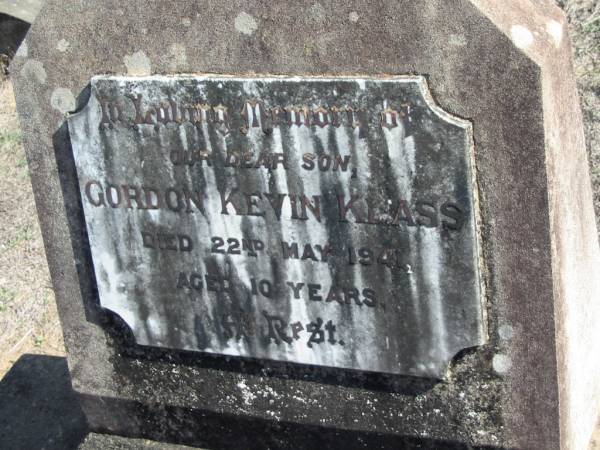 In Loving Memory of
OUR DEAR SON,
GORDON KEVIN KLASS
DIED 22ND MAY 1941,
AGED 10 YEARS.
At Rest.